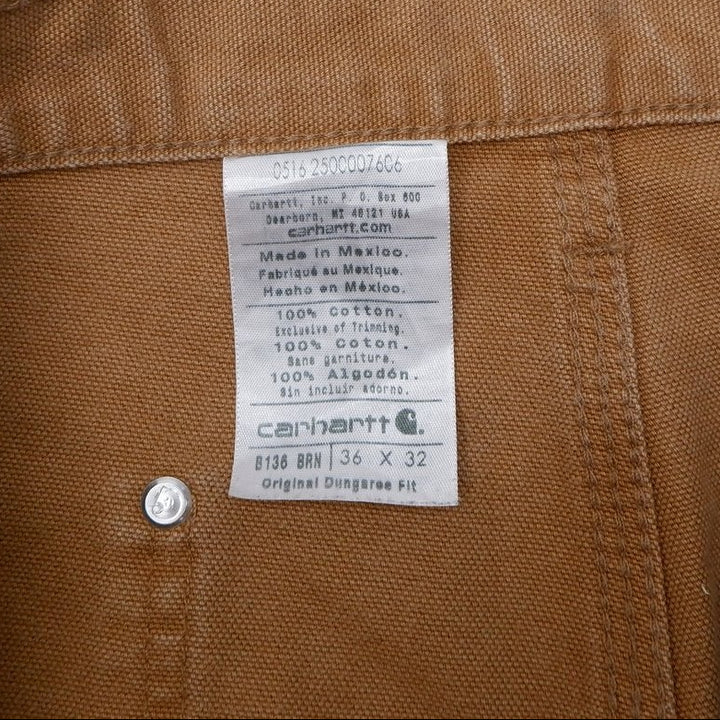 0516 2500007606
Carhartt, Inc. P. O. Box 600
Dearborn, MI 48121 USA
carhartt.com
Made in Mexico.
Fabriqué au Mexique.
Hecho en México.
100% Cotton.
Exclusive of Trimming.
100% Coton.
Sans garniture.
100% Algodón.
Sin incluir adorno.
carhartt
B136 BRN 36 X 32
Original Dungaree Fit